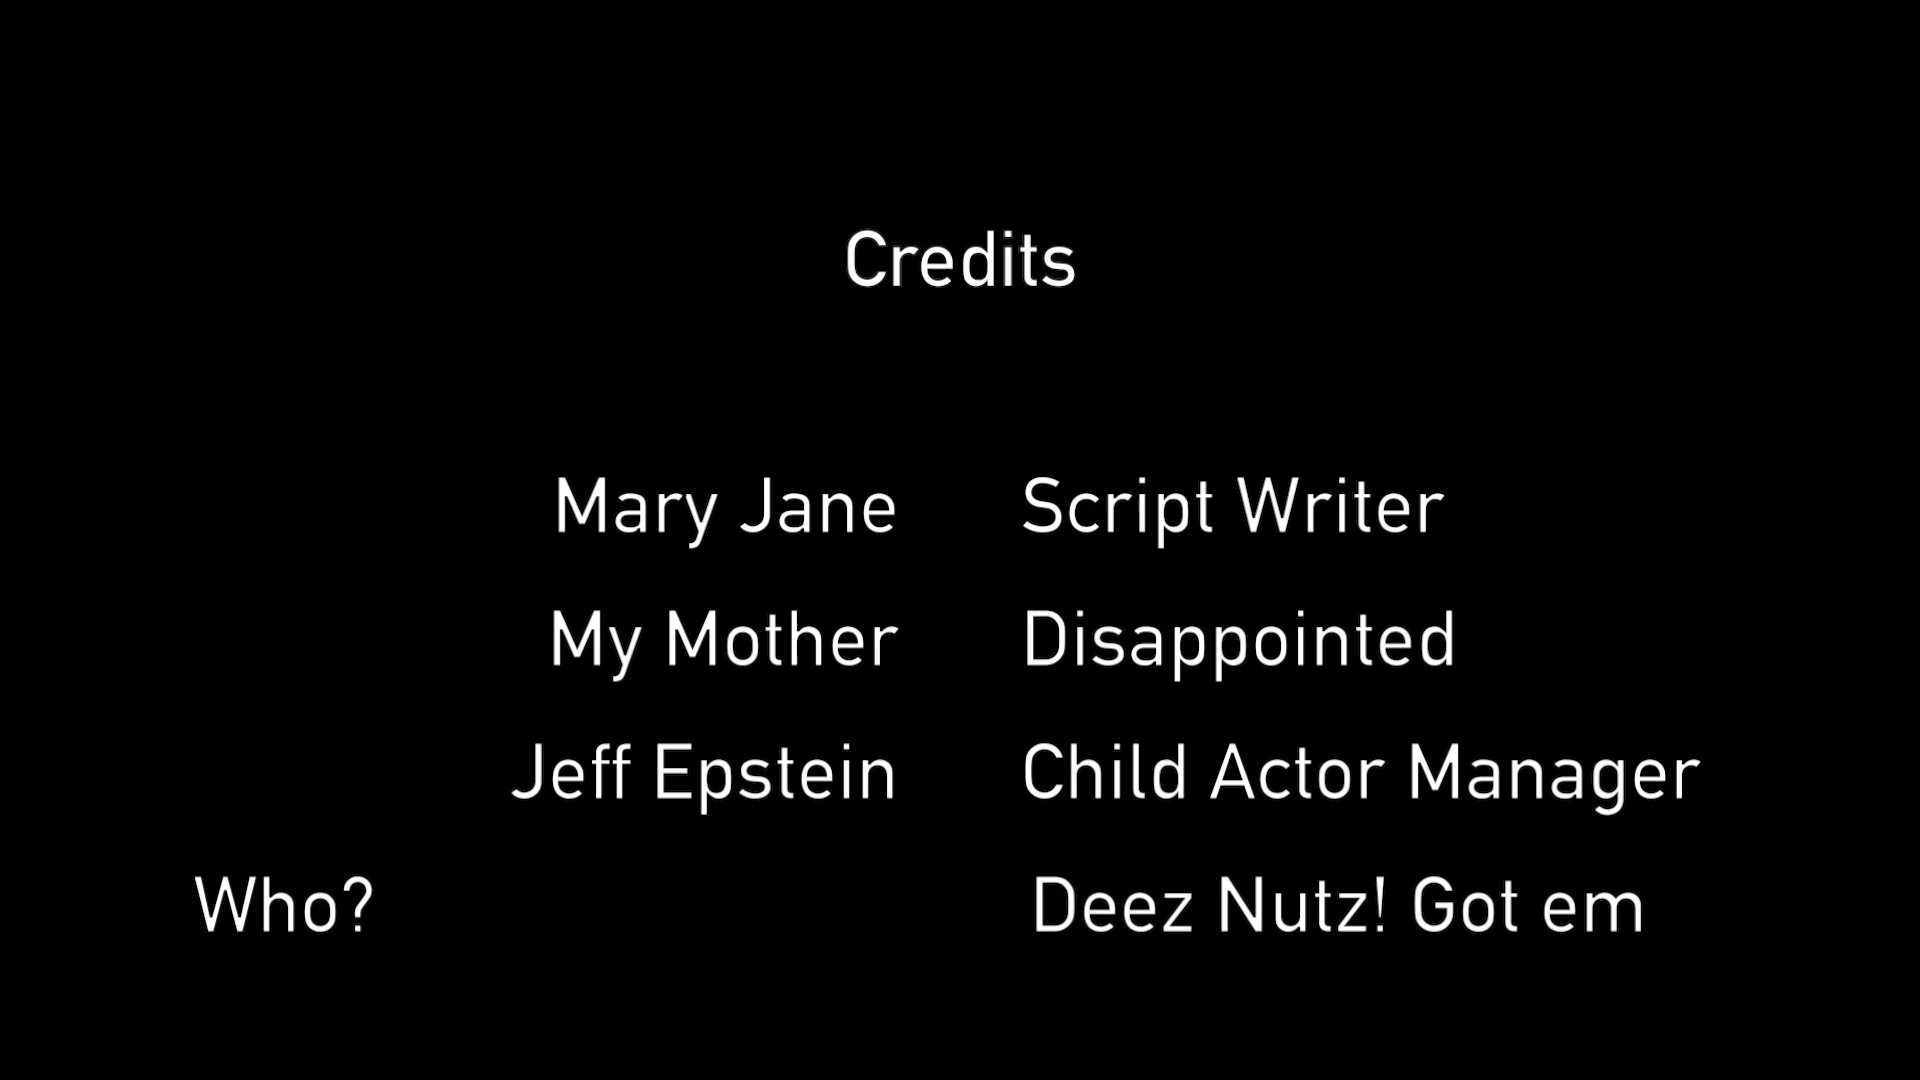 Credits
Mary Jane Script Writer
My Mother Disappointed
Jeff Epstein Child Actor Manager
Who? Deez Nutz! Got em